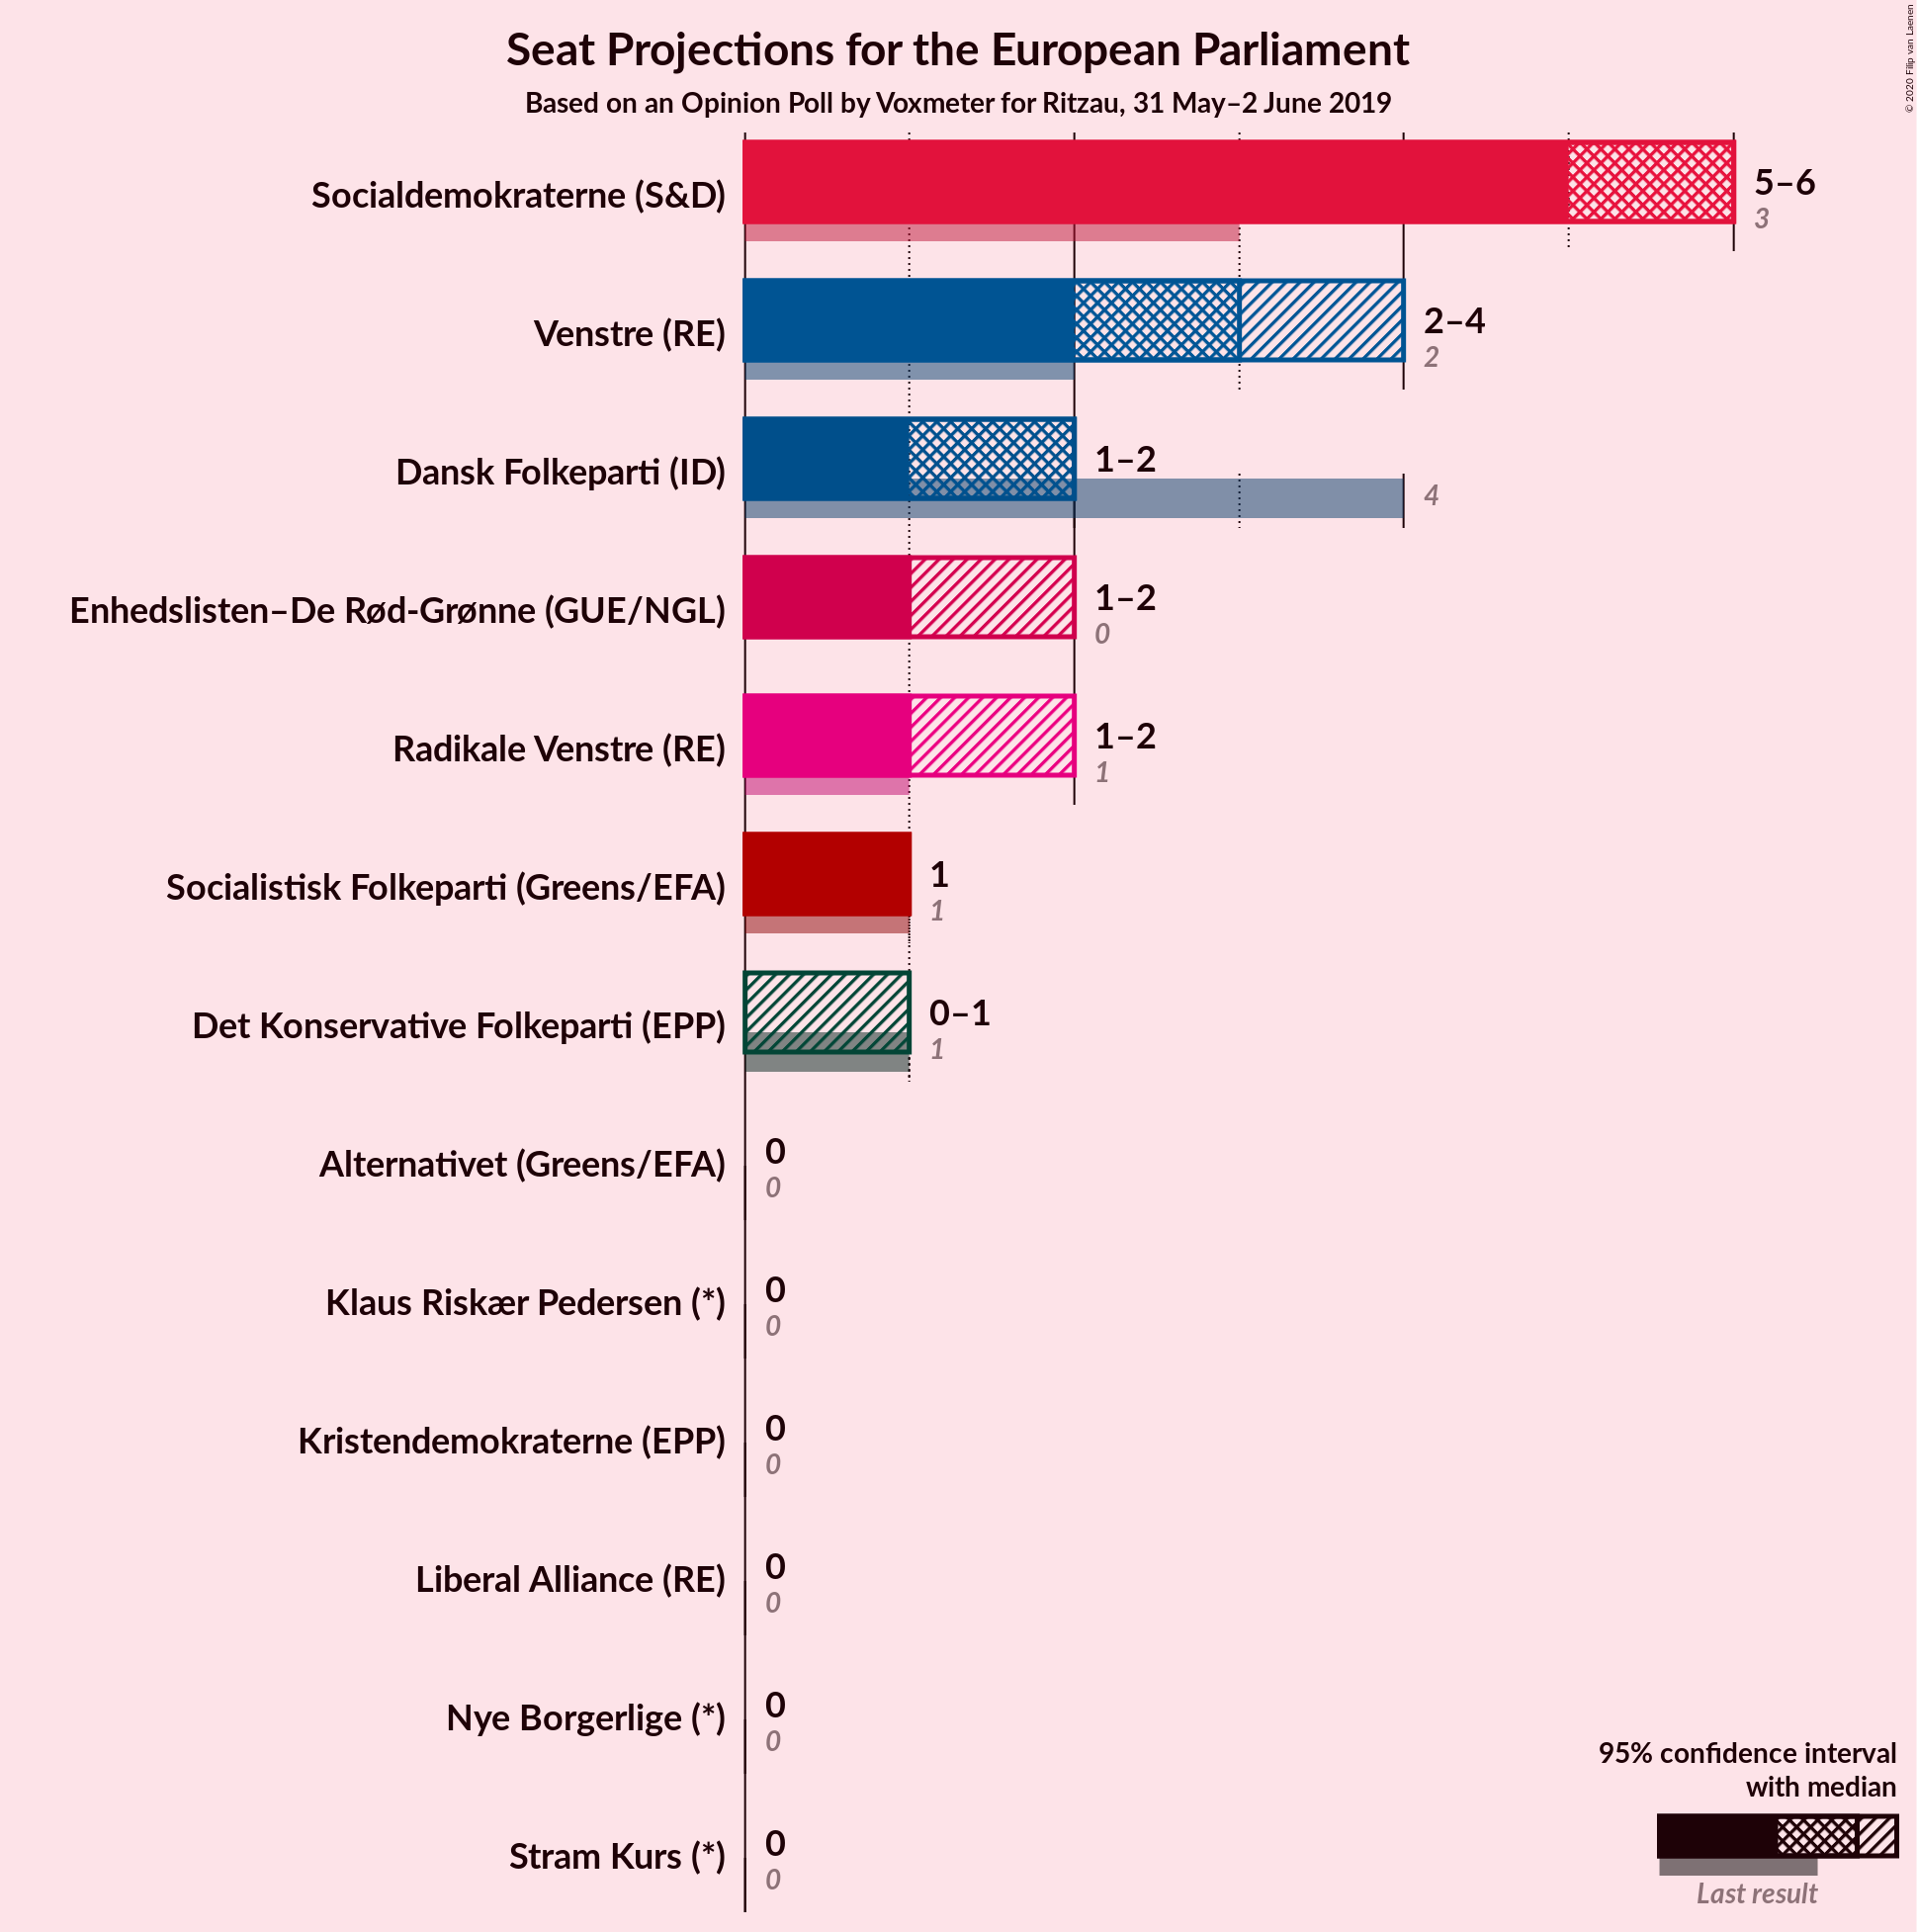 Seat Projections for the European Parliament
Based on an Opinion Poll by Voxmeter for Ritzau, 31 May–2 June 2019
© 2020 Filip van Laenen
Socialdemokraterne (S&D)
5–6
3
Venstre (RE)
2–4
2
Dansk Folkeparti (ID)
1–2
4
Enhedslisten–De Rød-Grønne (GUE/NGL)
1–2
0
Radikale Venstre (RE)
1–2
1
Socialistisk Folkeparti (Greens/EFA)
1
1
Det Konservative Folkeparti (EPP)
0–1
1
Alternativet (Greens/EFA)
0
0
Klaus Riskær Pedersen (*)
0
0
Kristendemokraterne (EPP)
0
0
Liberal Alliance (RE)
0
0
Nye Borgerlige (*)
0
0
Stram Kurs (*)
0
0
95% confidence interval
with median
Last result